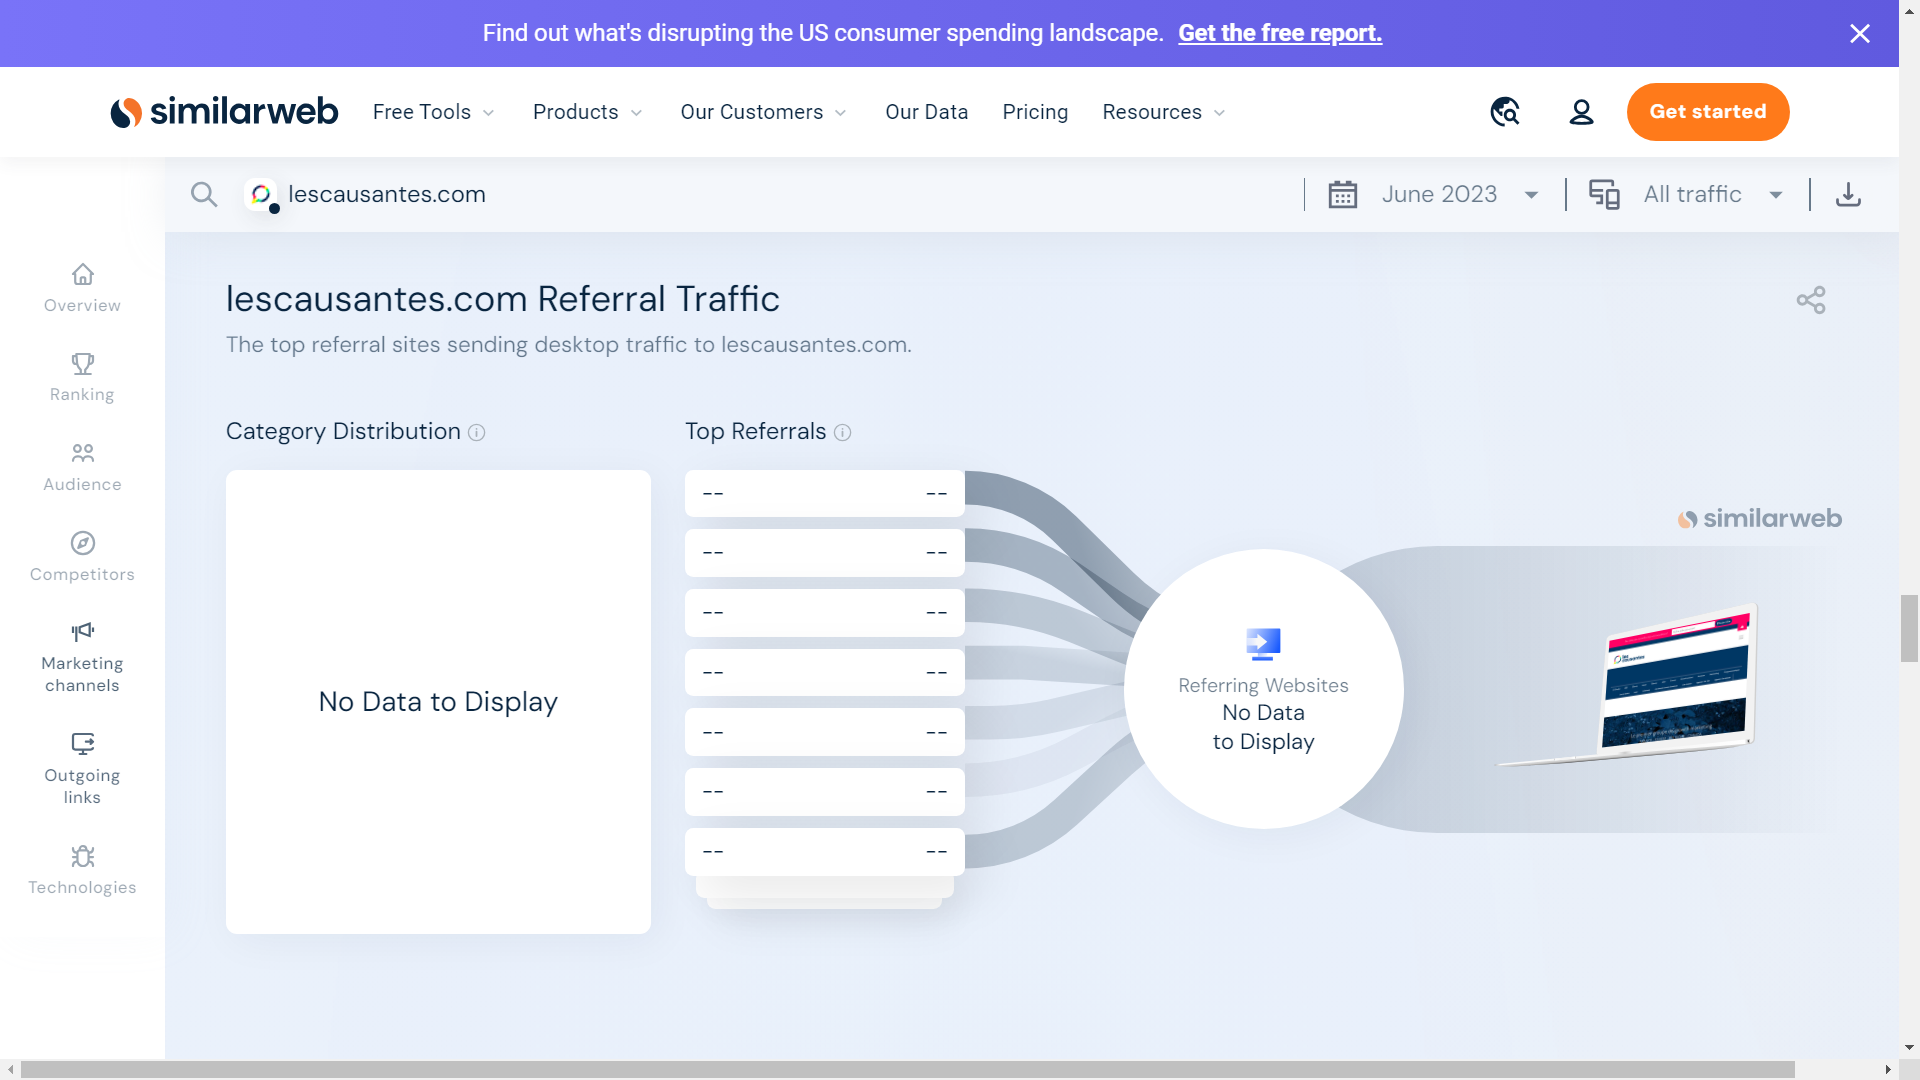 Find out what's disrupting the US consumer spending landscape. Get the free report.
similarweb
Free Tools
Products
Our Customers
Our Data
Pricing
Resources
Get started
lescausantes.com
June 2023
All traffic
Overview
Ranking
Audience
Competitors
Marketing
channels
Outgoing
links
Technologies
lescausantes.com Referral Traffic
The top referral sites sending desktop traffic to lescausantes.com.
Category Distribution
No Data to Display
Top Referrals
-- --
-- --
-- --
-- --
-- --
-- --
-- --
Referring Websites
No Data
to Display
similarweb